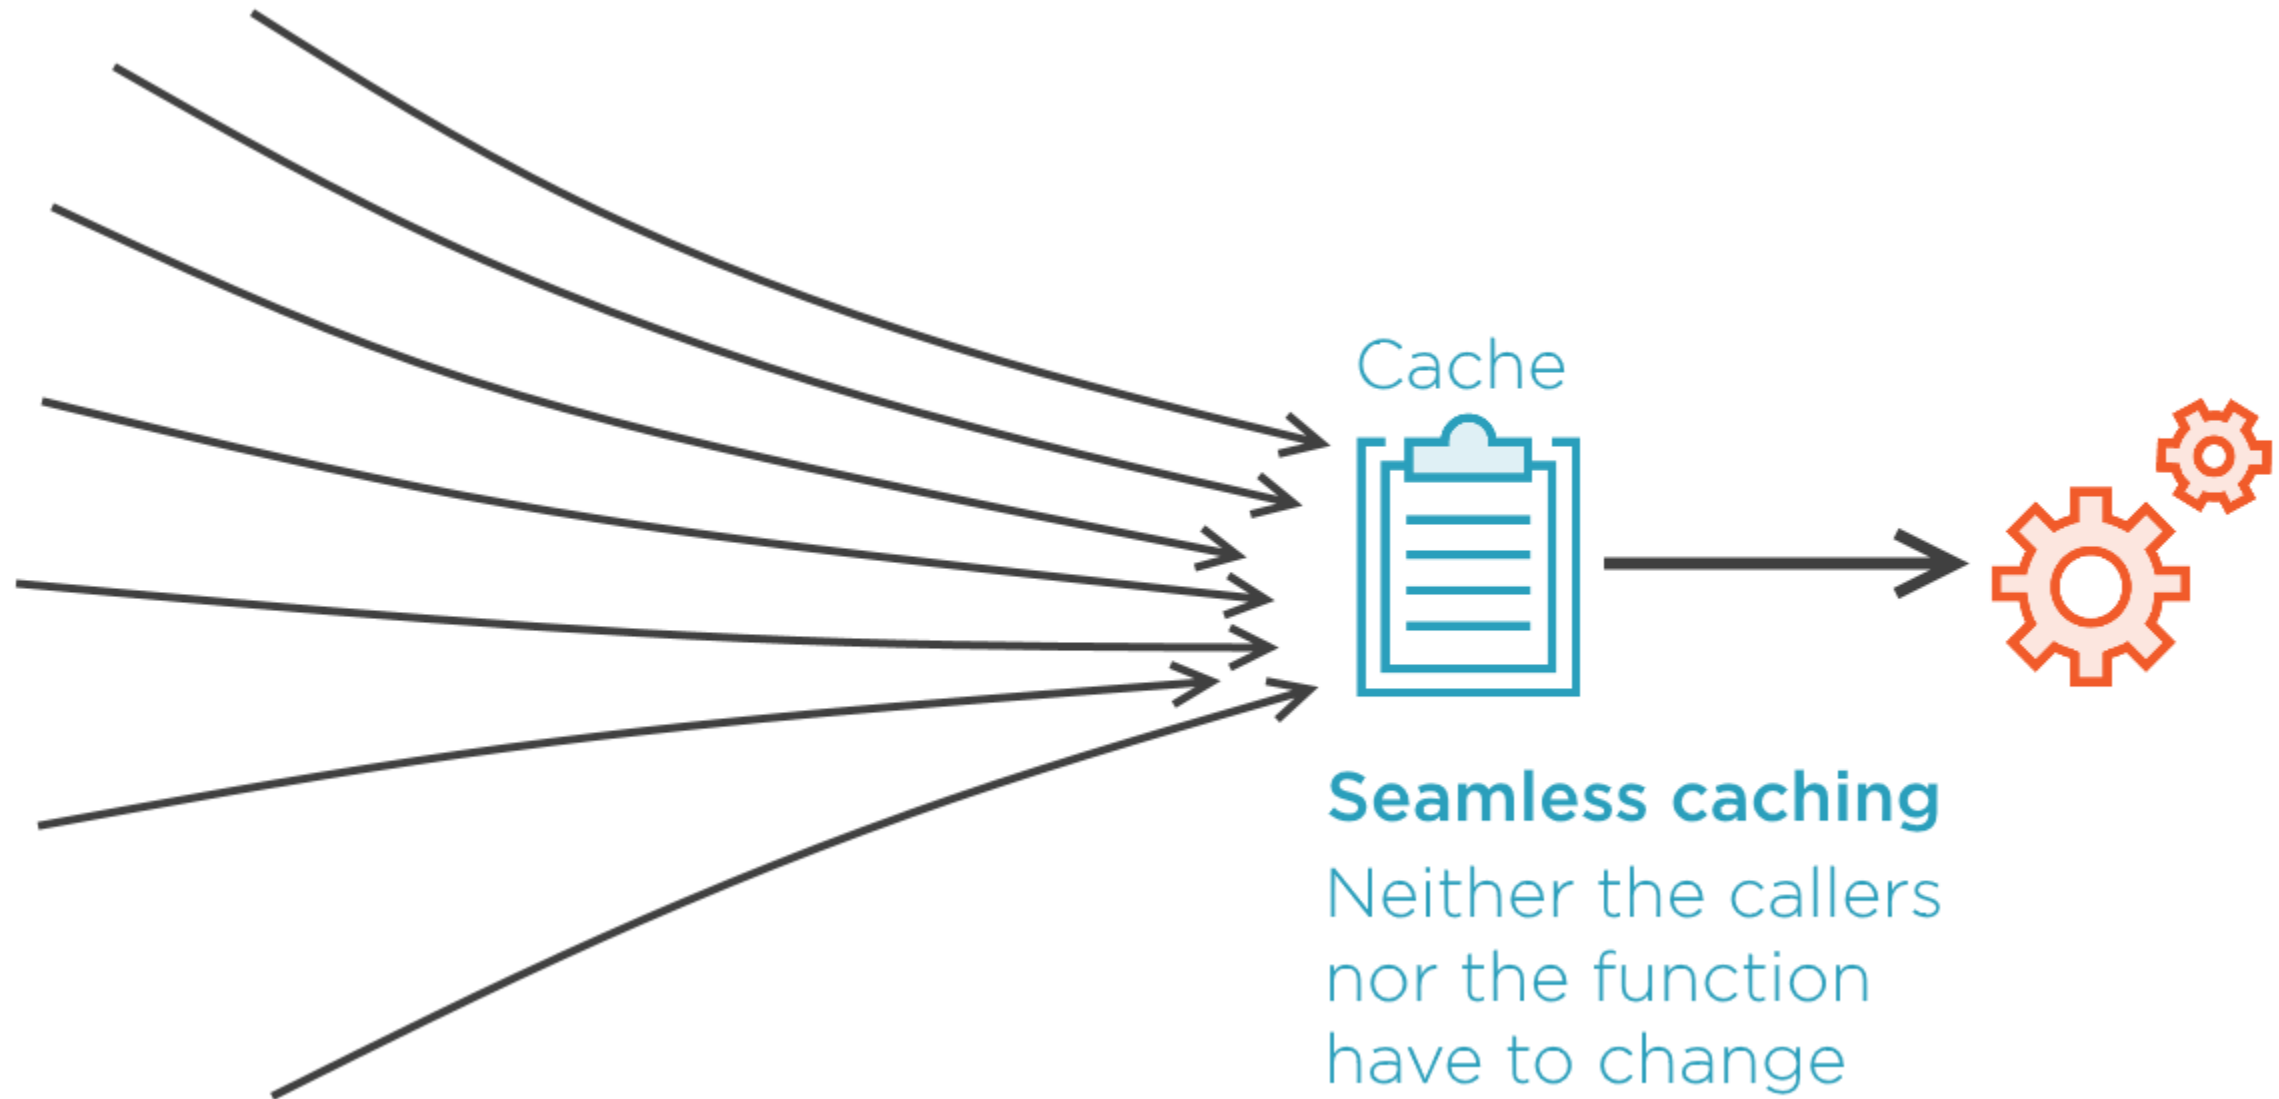 Cache
Seamless caching
Neither the callers
nor the function
have to change